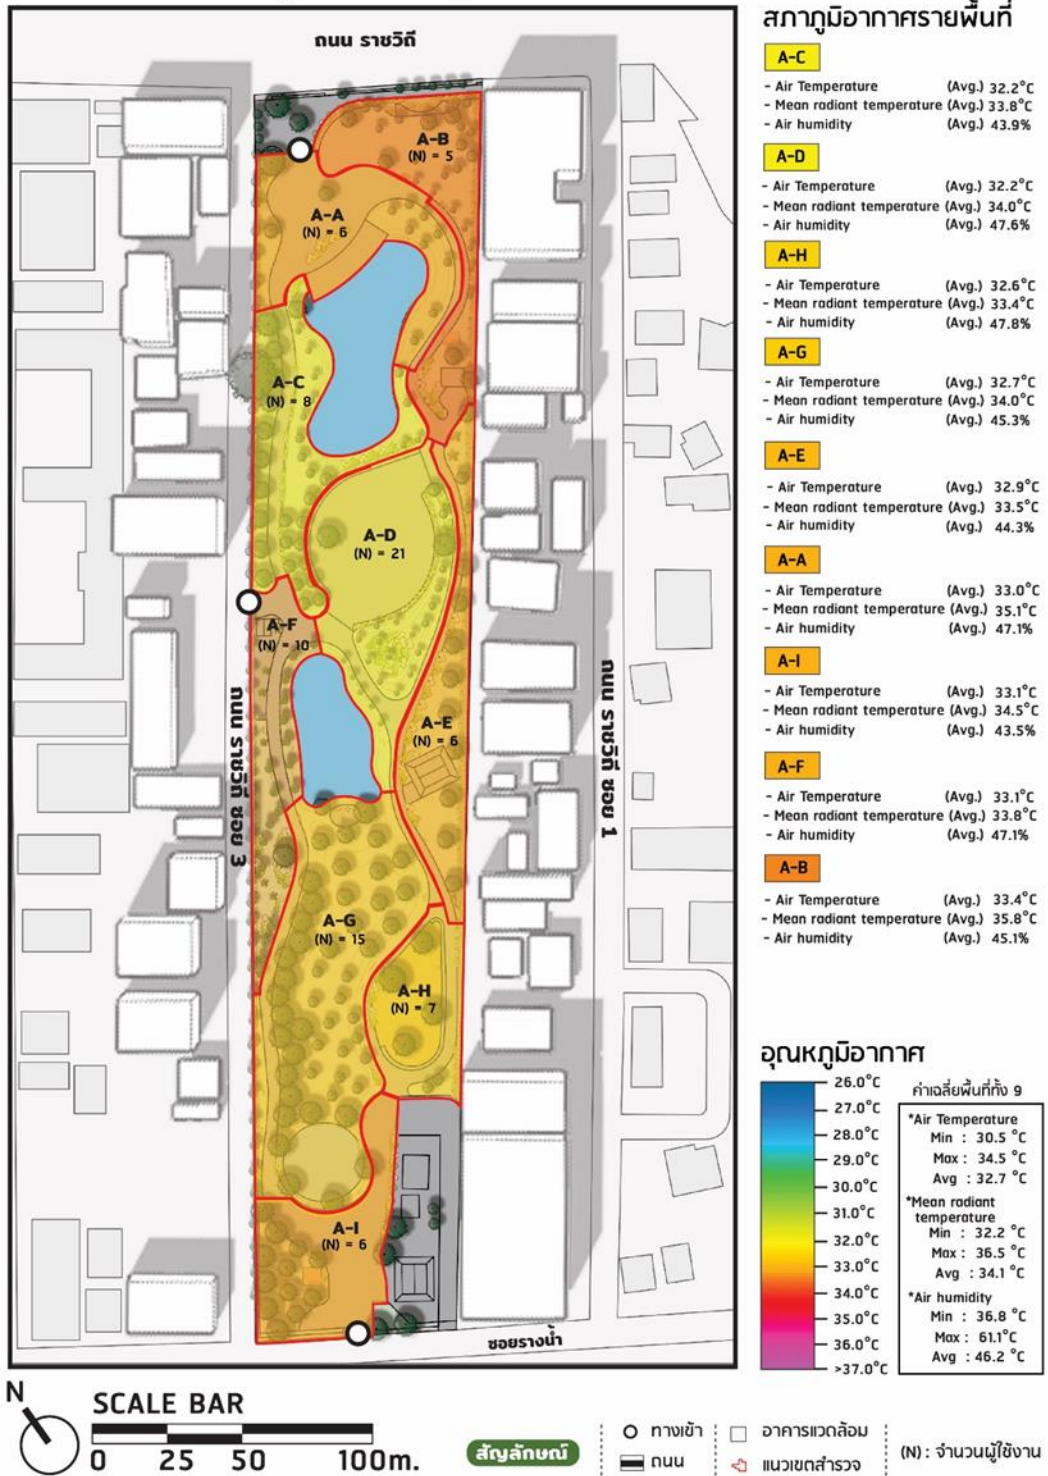 ถนน ราชวิถี
A-B
(N) = 5
A-A
(N) = 6
A-C
(N) = 8
A-D
(N) = 21
A-F
(N) = 10
A-E
(N) = 6
ถนน ราชวิถี ซอย 3
ถนน ราชวิถี ซอย 1
A-G
(N) = 15
A-H
(N) = 7
A-I
(N) = 6
ซอยรางน้ำ
สภาภูมิอากาศรายพื้นที่
A-C
- Air Temperature (Avg.) 32.2°C
- Mean radiant temperature (Avg.) 33.8°C
- Air humidity (Avg.) 43.9%
A-D
- Air Temperature (Avg.) 32.2°C
- Mean radiant temperature (Avg.) 34.0°C
- Air humidity (Avg.) 47.6%
A-H
- Air Temperature (Avg.) 32.6°C
- Mean radiant temperature (Avg.) 33.4°C
- Air humidity (Avg.) 47.8%
A-G
- Air Temperature (Avg.) 32.7°C
- Mean radiant temperature (Avg.) 34.0°C
- Air humidity (Avg.) 45.3%
A-E
- Air Temperature (Avg.) 32.9°C
- Mean radiant temperature (Avg.) 33.5°C
- Air humidity (Avg.) 44.3%
A-A
- Air Temperature (Avg.) 33.0°C
- Mean radiant temperature (Avg.) 35.1°C
- Air humidity (Avg.) 47.1%
A-I
- Air Temperature (Avg.) 33.1°C
- Mean radiant temperature (Avg.) 34.5°C
- Air humidity (Avg.) 43.5%
A-F
- Air Temperature (Avg.) 33.1°C
- Mean radiant temperature (Avg.) 33.8°C
- Air humidity (Avg.) 47.1%
A-B
- Air Temperature (Avg.) 33.4°C
- Mean radiant temperature (Avg.) 35.8°C
- Air humidity (Avg.) 45.1%
อุณหภูมิอากาศ
26.0°C
27.0°C
28.0°C
29.0°C
30.0°C
31.0°C
32.0°C
33.0°C
34.0°C
35.0°C
36.0°C
>37.0°C
ค่าเฉลี่ยพื้นที่ทั้ง 9
*Air Temperature
Min : 30.5 °C
Max : 34.5 °C
Avg : 32.7 °C
*Mean radiant
temperature
Min : 32.2 °C
Max : 36.5 °C
Avg : 34.1 °C
*Air humidity
Min : 36.8 °C
Max : 61.1°C
Avg : 46.2 °C
N
SCALE BAR
0 25 50 100m.
สัญลักษณ์
ทางเข้า
ถนน
อาคารแวดล้อม
แนวเขตสำรวจ
(N) : จำนวนผู้ใช้งาน